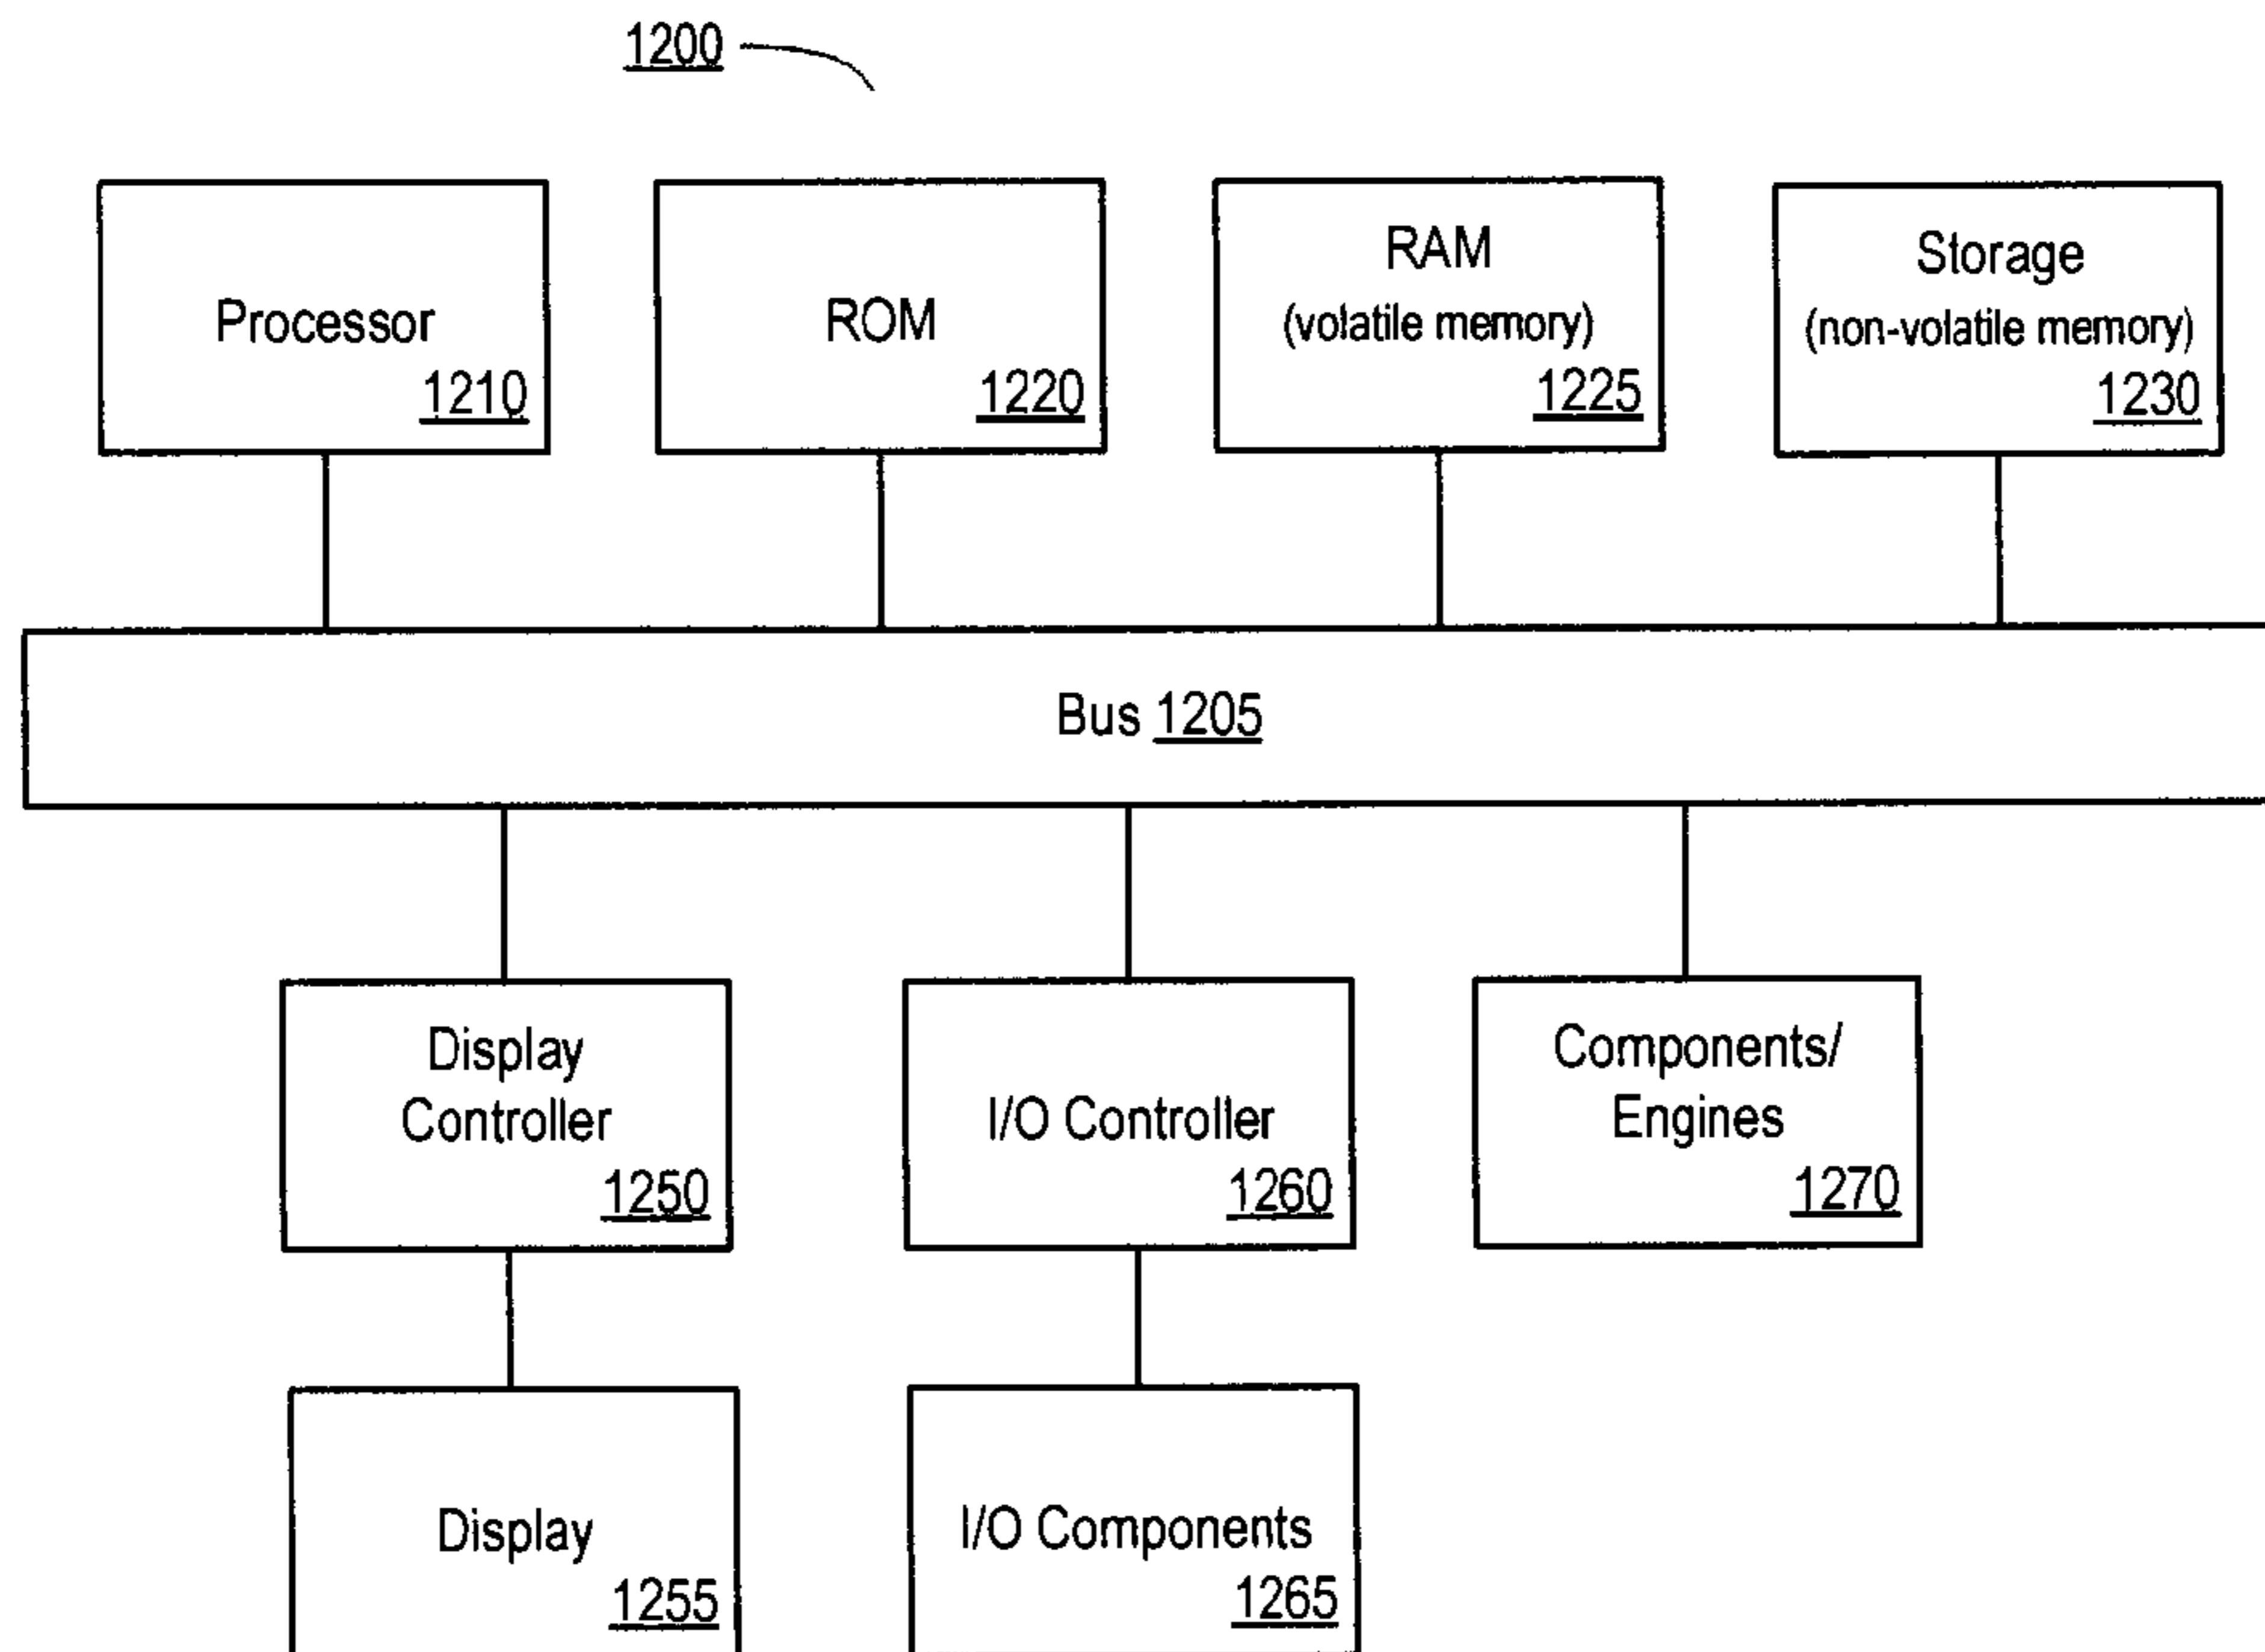 1200
Processor
1210
ROM
1220
RAM
(volatile memory)
1225
Storage
(non-volatile memory)
1230
Bus 1205
Display
Controller
1250
I/O Controller
1260
Components/
Engines
1270
Display
1255
I/O Components
1265